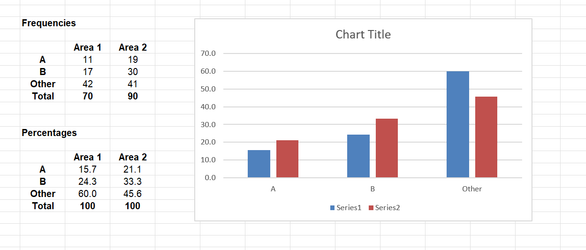 Frequencies
Area 1 Area 2
A 11 19
B 17 30
Other 42 41
Total 70 90
Percentages
Area 1 Area 2
A 15.7 21.1
B 24.3 33.3
Other 60.0 45.6
Total 100 100
Chart Title
70.0
60.0
50.0
40.0
30.0
20.0
10.0
0.0
A B Other
Series1 Series2